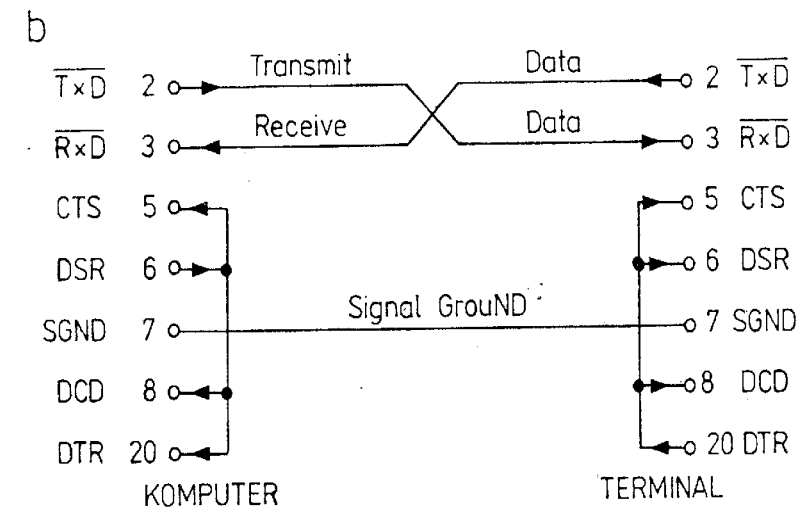 b
T×D 2 Transmit Data 2 T×D
R×D 3 Receive Data 3 R×D
CTS 5 5 CTS
DSR 6 6 DSR
SGND 7 Signal GrouND 7 SGND
DCD 8 8 DCD
DTR 20 20 DTR
KOMPUTER TERMINAL